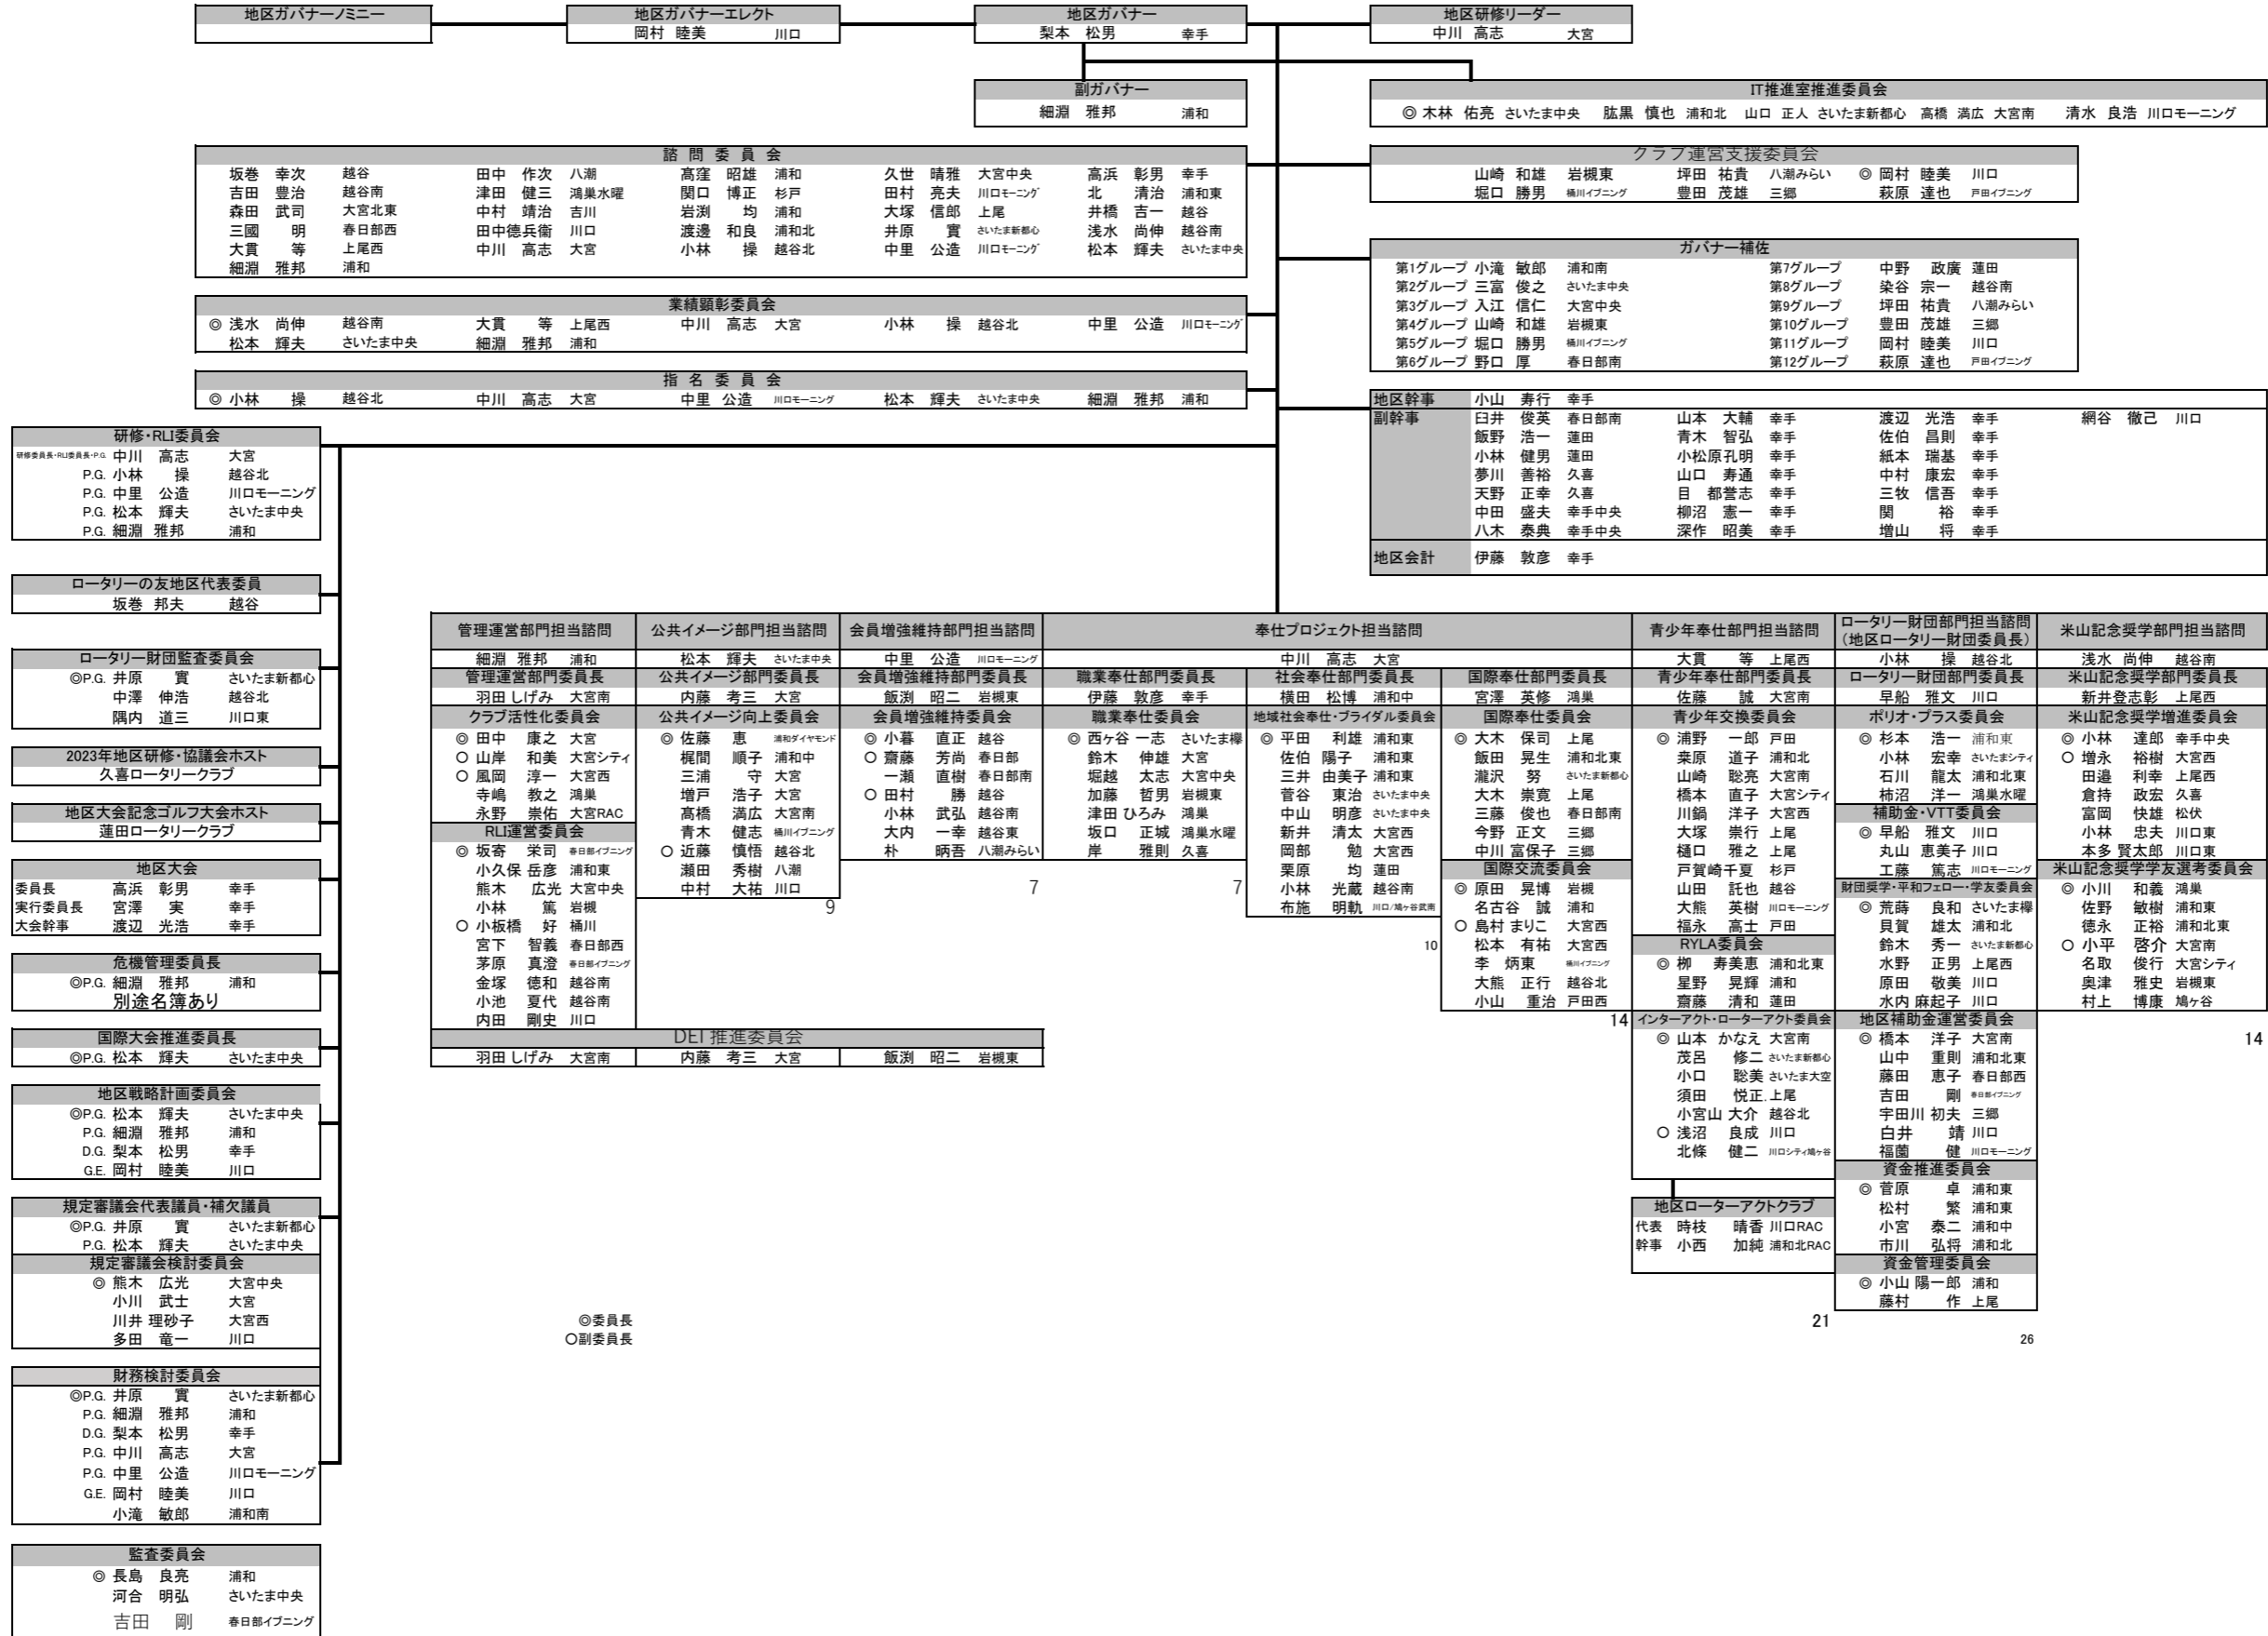 地区ガバナーノミニー
地区ガバナーエレクト
岡村 睦美 川口
地区ガバナー
梨本 松男 幸手
地区研修リーダー
中川 高志 大宮
副ガバナー
細淵 雅邦 浦和
IT推進室推進委員会
◎ 木林 佑亮 さいたま中央 肱黒 慎也 浦和北 山口 正人 さいたま新都心 高橋 満広 大宮南 清水 良浩 川口モーニング
諮 問 委 員 会
坂巻 幸次 越谷 田中 作次 八潮 髙窪 昭雄 浦和 久世 晴雅 大宮中央 高浜 彰男 幸手
吉田 豊治 越谷南 津田 健三 鴻巣水曜 関口 博正 杉戸 田村 亮夫 川口モーニング 北 清治 浦和東
森田 武司 大宮北東 中村 靖治 吉川 岩渕 均 浦和 大塚 信郎 上尾 井橋 吉一 越谷
三國 明 春日部西 田中徳兵衞 川口 渡邊 和良 浦和北 井原 實 さいたま新都心 浅水 尚伸 越谷南
大貫 等 上尾西 中川 高志 大宮 小林 操 越谷北 中里 公造 川口モーニング 松本 輝夫 さいたま中央
細淵 雅邦 浦和
クラブ運営支援委員会
山崎 和雄 岩槻東 坪田 祐貴 八潮みらい ◎ 岡村 睦美 川口
堀口 勝男 桶川イブニング 豊田 茂雄 三郷 萩原 達也 戸田イブニング
ガバナー補佐
第1グループ 小滝 敏郎 浦和南 第7グループ 中野 政廣 蓮田
第2グループ 三富 俊之 さいたま中央 第8グループ 染谷 宗一 越谷南
第3グループ 入江 信仁 大宮中央 第9グループ 坪田 祐貴 八潮みらい
第4グループ 山崎 和雄 岩槻東 第10グループ 豊田 茂雄 三郷
第5グループ 堀口 勝男 桶川イブニング 第11グループ 岡村 睦美 川口
第6グループ 野口 厚 春日部南 第12グループ 萩原 達也 戸田イブニング
業績顕彰委員会
◎ 浅水 尚伸 越谷南 大貫 等 上尾西 中川 高志 大宮 小林 操 越谷北 中里 公造 川口モーニング
松本 輝夫 さいたま中央 細淵 雅邦 浦和
指 名 委 員 会
◎ 小林 操 越谷北 中川 高志 大宮 中里 公造 川口モーニング 松本 輝夫 さいたま中央 細淵 雅邦 浦和
地区幹事 小山 寿行 幸手
副幹事 臼井 俊英 春日部南 山本 大輔 幸手 渡辺 光浩 幸手 網谷 徹己 川口
飯野 浩一 蓮田 青木 智弘 幸手 佐伯 昌則 幸手
小林 健男 蓮田 小松原孔明 幸手 紙本 瑞基 幸手
夢川 善裕 久喜 山口 寿通 幸手 中村 康宏 幸手
天野 正幸 久喜 目 都誉志 幸手 三牧 信吾 幸手
中田 盛夫 幸手中央 柳沼 憲一 幸手 関 裕 幸手
八木 泰典 幸手中央 深作 昭美 幸手 増山 将 幸手
地区会計 伊藤 敦彦 幸手
研修・RLI委員会
研修委員長・RLI委員長・P.G. 中川 高志 大宮
P.G. 小林 操 越谷北
P.G. 中里 公造 川口モーニング
P.G. 松本 輝夫 さいたま中央
P.G. 細淵 雅邦 浦和
ロータリーの友地区代表委員
坂巻 邦夫 越谷
ロータリー財団監査委員会
◎P.G. 井原 實 さいたま新都心
中澤 伸浩 越谷北
隅内 道三 川口東
2023年地区研修・協議会ホスト
久喜ロータリークラブ
地区大会記念ゴルフ大会ホスト
蓮田ロータリークラブ
地区大会
委員長 高浜 彰男 幸手
実行委員長 宮澤 実 幸手
大会幹事 渡辺 光浩 幸手
危機管理委員長
◎P.G. 細淵 雅邦 浦和
別途名簿あり
国際大会推進委員長
◎P.G. 松本 輝夫 さいたま中央
地区戦略計画委員会
◎P.G. 松本 輝夫 さいたま中央
P.G. 細淵 雅邦 浦和
D.G. 梨本 松男 幸手
G.E. 岡村 睦美 川口
規定審議会代表議員・補欠議員
◎P.G. 井原 實 さいたま新都心
P.G. 松本 輝夫 さいたま中央
規定審議会検討委員会
◎ 熊木 広光 大宮中央
小川 武士 大宮
川井 理砂子 大宮西
多田 竜一 川口
財務検討委員会
◎P.G. 井原 實 さいたま新都心
P.G. 細淵 雅邦 浦和
D.G. 梨本 松男 幸手
P.G. 中川 高志 大宮
P.G. 中里 公造 川口モーニング
G.E. 岡村 睦美 川口
小滝 敏郎 浦和南
監査委員会
◎ 長島 良亮 浦和
河合 明弘 さいたま中央
吉田 剛 春日部イブニング
管理運営部門担当諮問
細淵 雅邦 浦和
管理運営部門委員長
羽田 しげみ 大宮南
クラブ活性化委員会
◎ 田中 康之 大宮
○ 山岸 和美 大宮シティ
○ 風岡 淳一 大宮西
寺嶋 教之 鴻巣
永野 崇佑 大宮RAC
RLI運営委員会
◎ 坂寄 栄司 春日部イブニング
小久保 岳彦 浦和東
熊木 広光 大宮中央
小林 篤 岩槻
○ 小板橋 好 桶川
宮下 智義 春日部西
茅原 真澄 春日部イブニング
金塚 徳和 越谷南
小池 夏代 越谷南
内田 剛史 川口
公共イメージ部門担当諮問
松本 輝夫 さいたま中央
公共イメージ部門委員長
内藤 考三 大宮
公共イメージ向上委員会
◎ 佐藤 恵 浦和ダイヤモンド
梶間 順子 浦和中
三浦 守 大宮
増戸 浩子 大宮
高橋 満広 大宮南
青木 健志 桶川イブニング
○ 近藤 慎悟 越谷北
瀬田 秀樹 八潮
中村 大祐 川口
9
会員増強維持部門担当諮問
中里 公造 川口モーニング
会員増強維持部門委員長
飯渕 昭二 岩槻東
会員増強維持委員会
◎ 小暮 直正 越谷
○ 齋藤 芳尚 春日部
一瀬 直樹 春日部南
○ 田村 勝 越谷
小林 武弘 越谷南
大内 一幸 越谷東
朴 昞吾 八潮みらい
7
DEI 推進委員会
羽田 しげみ 大宮南 内藤 考三 大宮 飯渕 昭二 岩槻東
奉仕プロジェクト担当諮問
中川 高志 大宮
職業奉仕部門委員長
伊藤 敦彦 幸手
職業奉仕委員会
◎ 西ヶ谷 一志 さいたま欅
鈴木 伸雄 大宮
堀越 太志 大宮中央
加藤 哲男 岩槻東
津田 ひろみ 鴻巣
坂口 正城 鴻巣水曜
岸 雅則 久喜
7
社会奉仕部門委員長
横田 松博 浦和中
地域社会奉仕・ブライダル委員会
◎ 平田 利雄 浦和東
佐伯 陽子 浦和東
三井 由美子 浦和東
菅谷 東治 さいたま中央
中山 明彦 さいたま中央
新井 清太 大宮西
岡部 勉 大宮西
栗原 均 蓮田
小林 光蔵 越谷南
布施 明軌 川口/鳩ヶ谷武南
10
国際奉仕部門委員長
宮澤 英修 鴻巣
国際奉仕委員会
◎ 大木 保司 上尾
飯田 晃生 浦和北東
瀧沢 努 さいたま新都心
大木 崇寛 上尾
三藤 俊也 春日部南
今野 正文 三郷
中川 富保子 三郷
国際交流委員会
◎ 原田 晃博 岩槻
名古谷 誠 浦和
○ 島村 まりこ 大宮西
松本 有祐 大宮西
李 炳東 桶川イブニング
大熊 正行 越谷北
小山 重治 戸田西
14
青少年奉仕部門担当諮問
大貫 等 上尾西
青少年奉仕部門委員長
佐藤 誠 大宮南
青少年交換委員会
◎ 浦野 一郎 戸田
桒原 道子 浦和北
山崎 聡亮 大宮南
橋本 直子 大宮シティ
川鍋 洋子 大宮西
大塚 崇行 上尾
樋口 雅之 上尾
戸賀崎千夏 杉戸
山田 託也 越谷
大熊 英樹 川口モーニング
福永 高士 戸田
RYLA委員会
◎ 栁 寿美恵 浦和北東
星野 晃輝 浦和
齋藤 清和 蓮田
インターアクト・ローターアクト委員会
◎ 山本 かなえ 大宮南
茂呂 修二 さいたま新都心
小口 聡美 さいたま大空
須田 悦正. 上尾
小宮山 大介 越谷北
○ 浅沼 良成 川口
北條 健二 川口シティ鳩ヶ谷
地区ローターアクトクラブ
代表 時枝 晴香 川口RAC
幹事 小西 加純 浦和北RAC
21
ロータリー財団部門担当諮問
(地区ロータリー財団委員長)
小林 操 越谷北
ロータリー財団部門委員長
早船 雅文 川口
ポリオ・プラス委員会
◎ 杉本 浩一 浦和東
小林 宏幸 さいたまシティ
石川 龍太 浦和北東
柿沼 洋一 鴻巣水曜
補助金・VTT委員会
◎ 早船 雅文 川口
丸山 恵美子 川口
工藤 篤志 川口モーニング
財団奨学・平和フェロー・学友委員会
◎ 荒蒔 良和 さいたま欅
貝賀 雄太 浦和北
鈴木 秀一 さいたま新都心
水野 正男 上尾西
原田 敬美 川口
水内 麻起子 川口
地区補助金運営委員会
◎ 橋本 洋子 大宮南
山中 重則 浦和北東
藤田 恵子 春日部西
吉田 剛 春日部イブニング
宇田川 初夫 三郷
白井 靖 川口
福薗 健 川口モーニング
資金推進委員会
◎ 菅原 卓 浦和東
松村 繁 浦和東
小宮 泰二 浦和中
市川 弘将 浦和北
資金管理委員会
◎ 小山 陽一郎 浦和
藤村 作 上尾
26
米山記念奨学部門担当諮問
浅水 尚伸 越谷南
米山記念奨学部門委員長
新井登志彰 上尾西
米山記念奨学増進委員会
◎ 小林 達郎 幸手中央
○ 増永 裕樹 大宮西
田邉 利幸 上尾西
倉持 政宏 久喜
富岡 快雄 松伏
小林 忠夫 川口東
本多 賢太郎 川口東
米山記念奨学学友選考委員会
◎ 小川 和義 鴻巣
佐野 敏樹 浦和東
徳永 正裕 浦和北東
○ 小平 啓介 大宮南
名取 俊行 大宮シティ
奥津 雅史 岩槻東
村上 博康 鳩ヶ谷
14
◎委員長
○副委員長